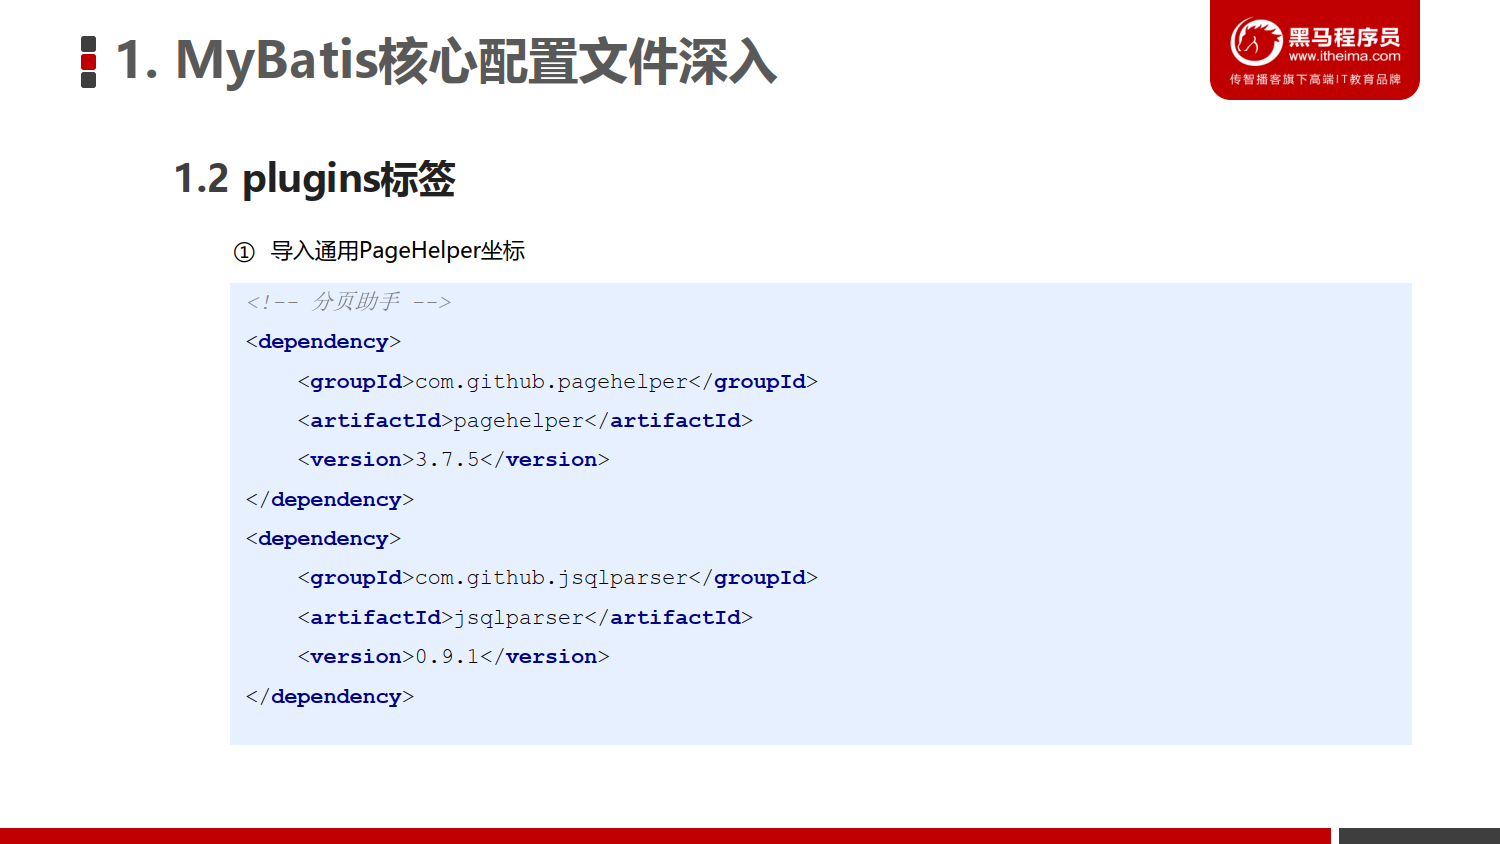 1. MyBatis核心配置文件深入
黑马程序员
www.itheima.com
传智播客旗下高端IT教育品牌
1.2 plugins标签
① 导入通用PageHelper坐标
<!-- 分页助手 -->
<dependency>
    <groupId>com.github.pagehelper</groupId>
    <artifactId>pagehelper</artifactId>
    <version>3.7.5</version>
</dependency>
<dependency>
    <groupId>com.github.jsqlparser</groupId>
    <artifactId>jsqlparser</artifactId>
    <version>0.9.1</version>
</dependency>